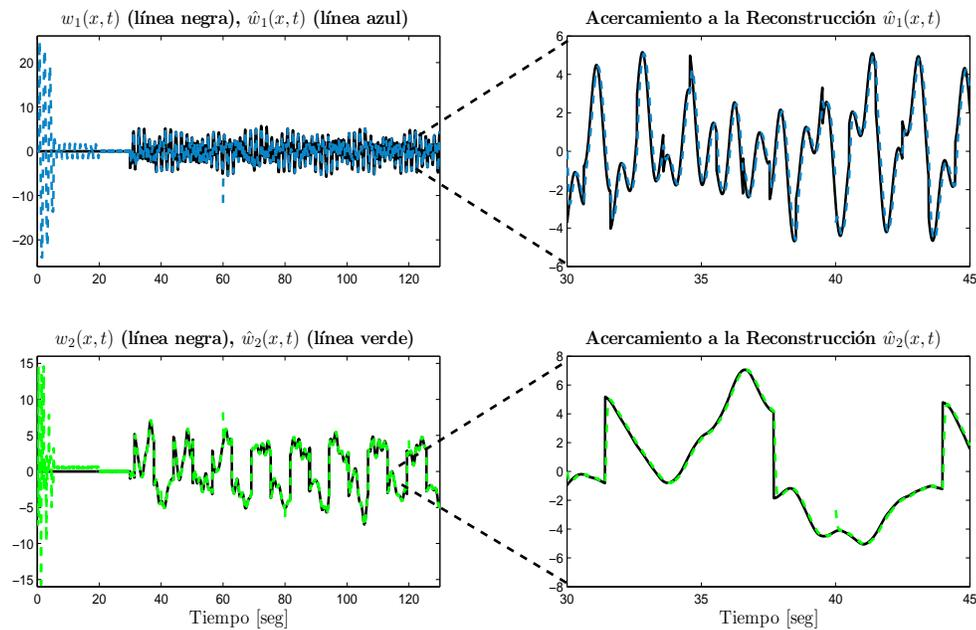 w₁(x, t) (línea negra), ŵ₁(x, t) (línea azul)
20
10
0
−10
−20
0 20 40 60 80 100 120
Acercamiento a la Reconstrucción ŵ₁(x, t)
6
4
2
0
−2
−4
−6
30 35 40 45
w₂(x, t) (línea negra), ŵ₂(x, t) (línea verde)
15
10
5
0
−5
−10
−15
0 20 40 60 80 100 120
Tiempo [seg]
Acercamiento a la Reconstrucción ŵ₂(x, t)
8
6
4
2
0
−2
−4
−6
−8
30 35 40 45
Tiempo [seg]